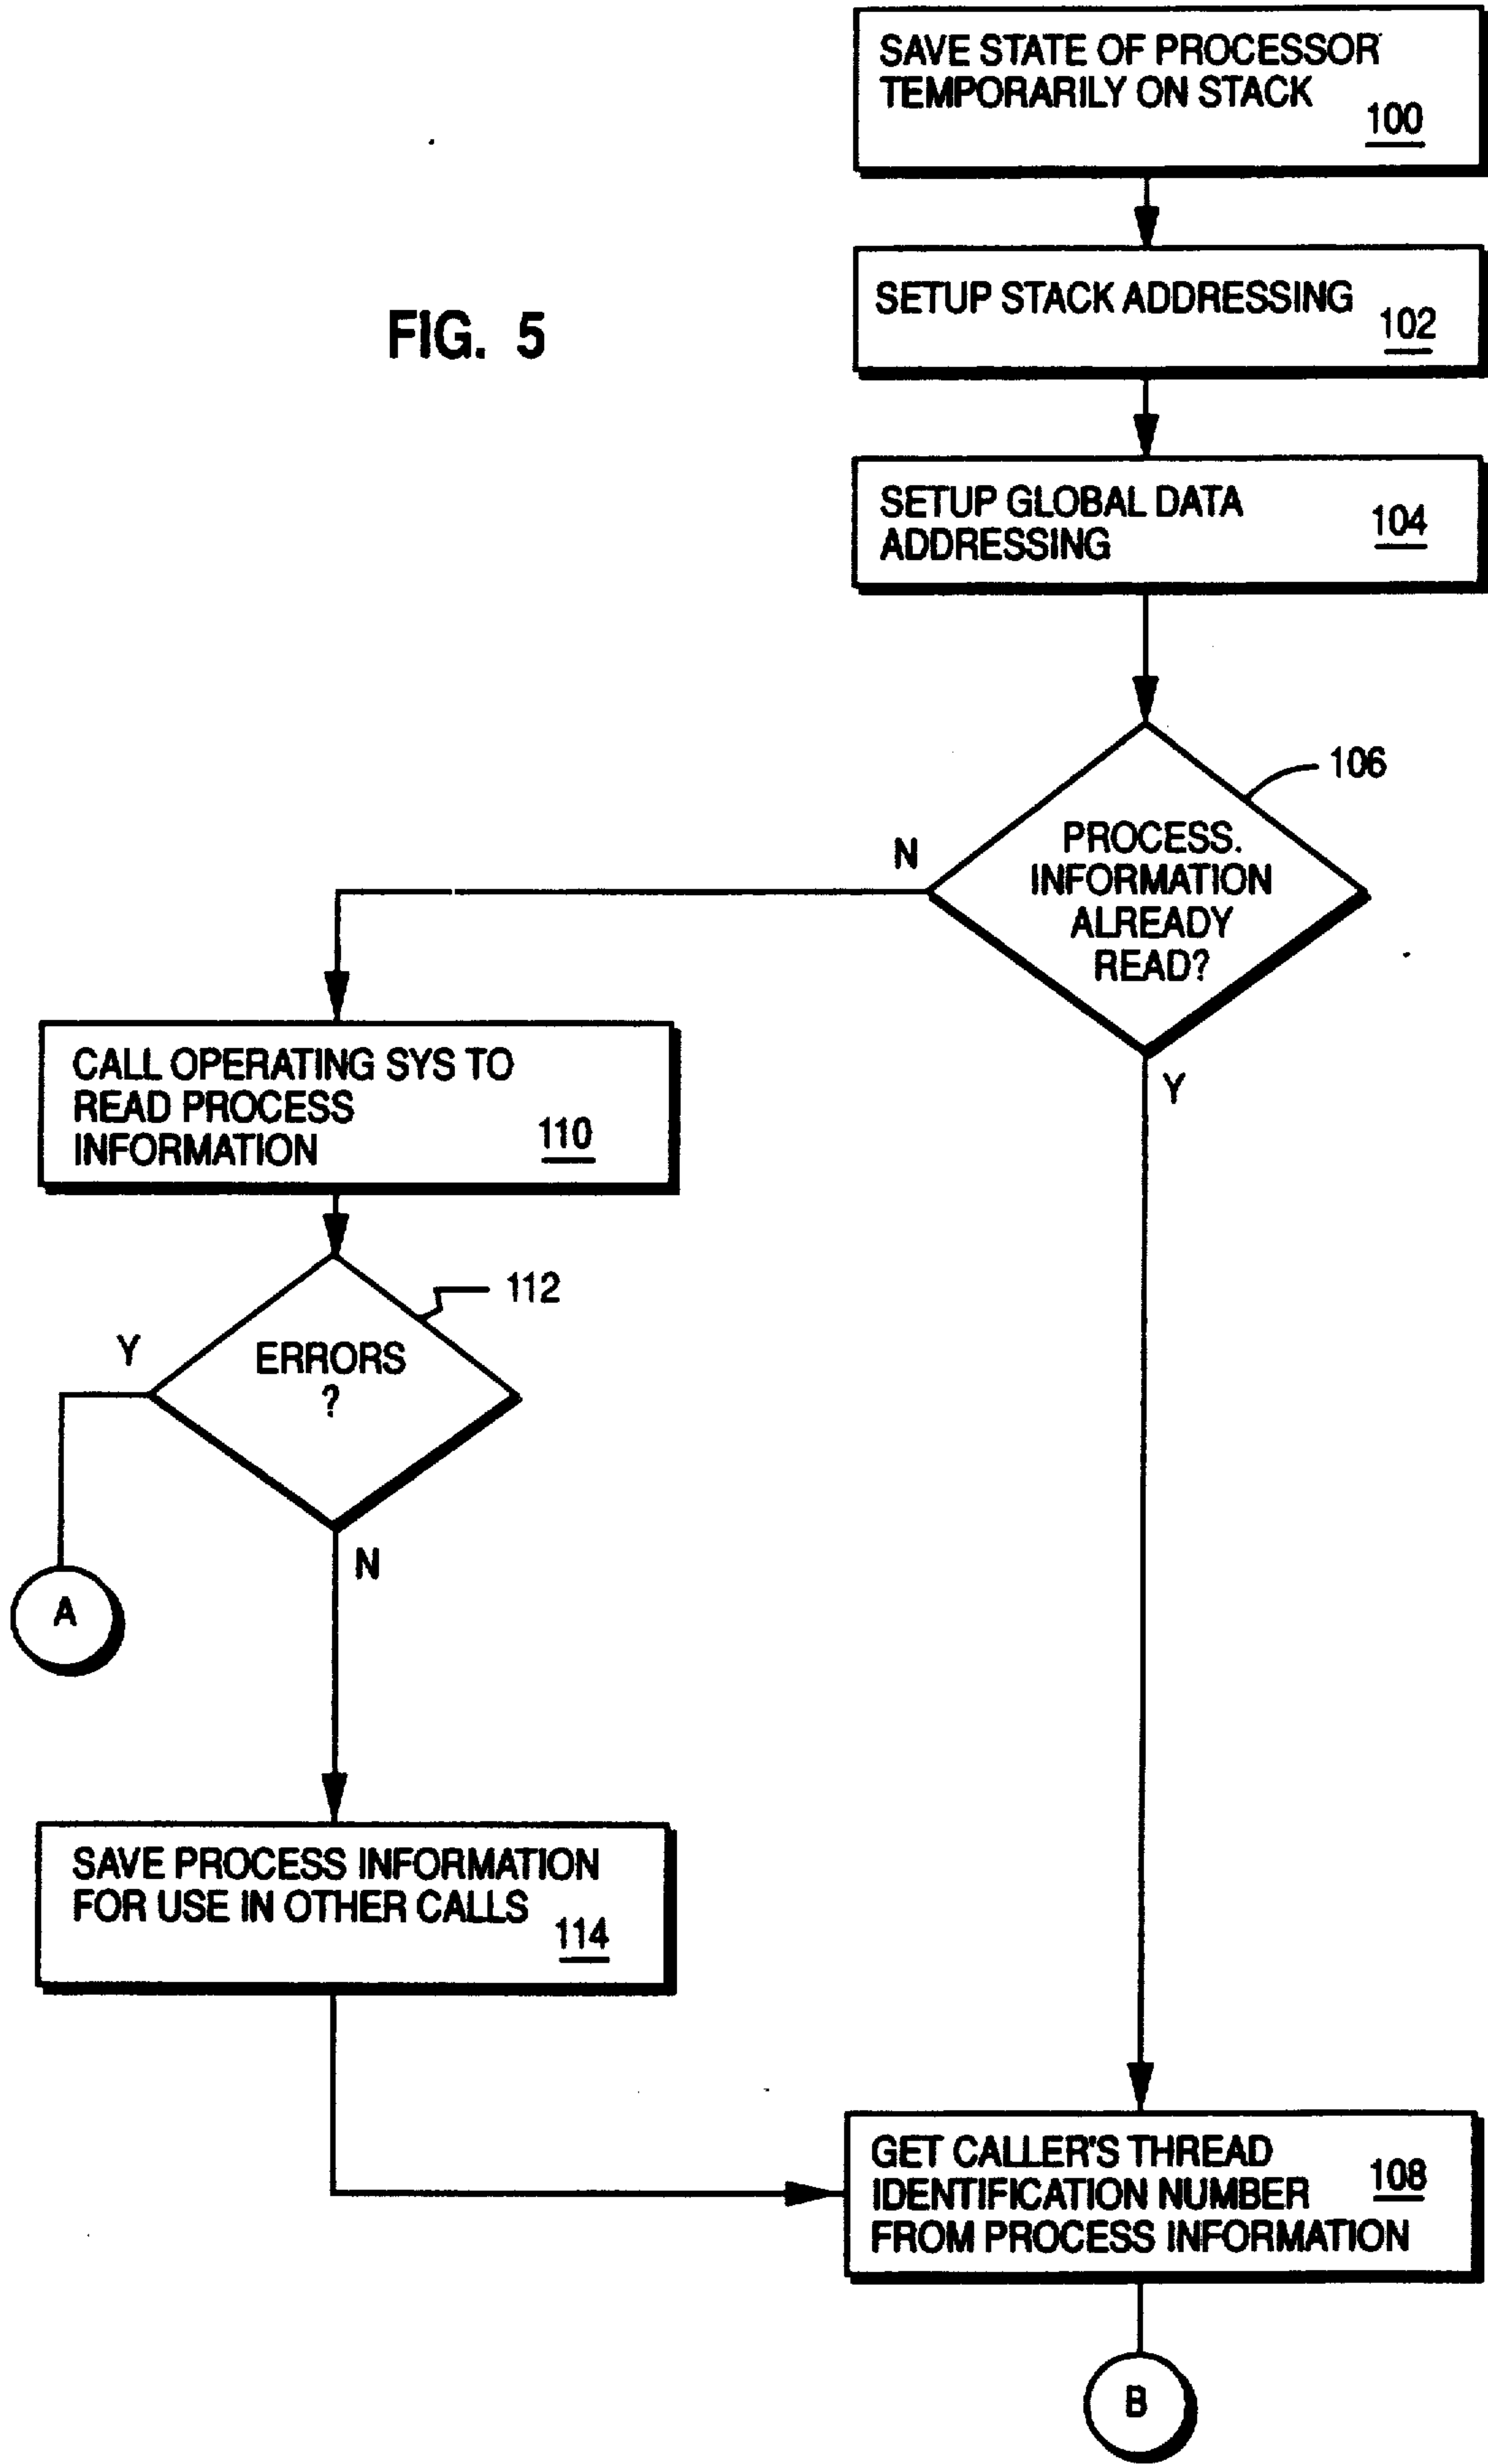 SAVE STATE OF PROCESSOR
TEMPORARILY ON STACK
100
FIG. 5
SETUP STACK ADDRESSING
102
SETUP GLOBAL DATA
ADDRESSING
104
106
PROCESS.
INFORMATION
ALREADY
READ?
N
Y
CALL OPERATING SYS TO
READ PROCESS
INFORMATION
110
112
ERRORS
?
Y
N
A
SAVE PROCESS INFORMATION
FOR USE IN OTHER CALLS
114
GET CALLER'S THREAD
IDENTIFICATION NUMBER
FROM PROCESS INFORMATION
108
B